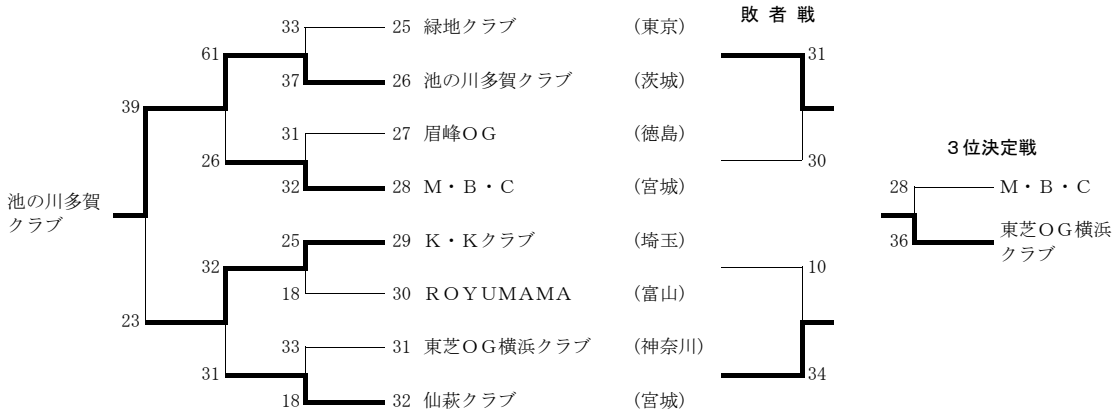 敗 者 戦
33 25 緑地クラブ (東京)
61 31
37 26 池の川多賀クラブ (茨城)
39
31 27 眉峰ＯＧ (徳島)
26 30
３位決定戦
32 28 Ｍ・Ｂ・Ｃ (宮城)
28 Ｍ・Ｂ・Ｃ
池の川多賀
クラブ
東芝ＯＧ横浜
クラブ
36
25 29 Ｋ・Ｋクラブ (埼玉)
32 10
18 30 ＲＯＹＵＭＡＭＡ (富山)
23
33 31 東芝ＯＧ横浜クラブ (神奈川)
31 34
18 32 仙萩クラブ (宮城)